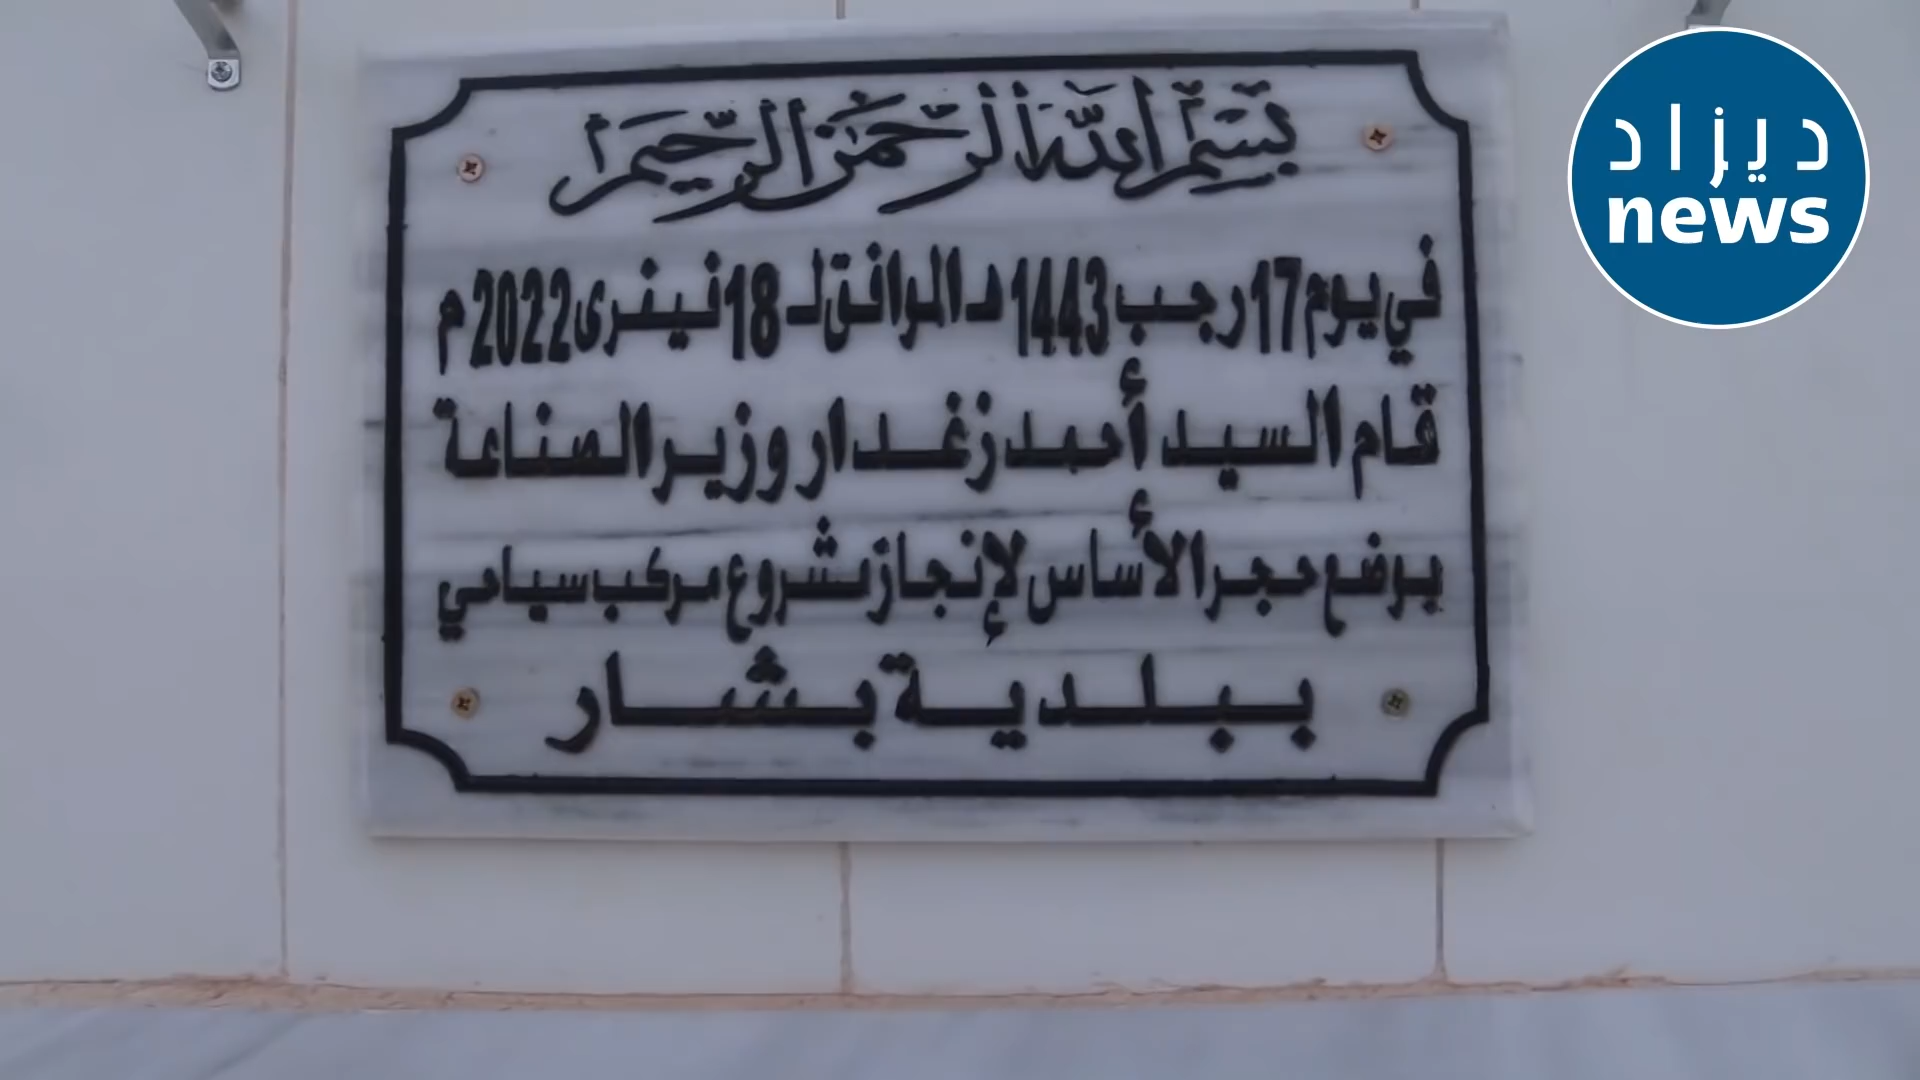 بسم الله الرحمن الرحيم
في يوم 17 رجب 1443 هـ الموافق لـ 18 فيفري 2022 م
قام السيد أحمد زغدار وزير الصناعة
بوضع حجر الأساس لإنجاز مشروع مركب سياحي
ببلدية بشار
ديزاد
news